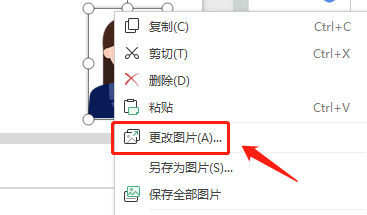 复制(C) Ctrl+C
剪切(T) Ctrl+X
删除(D)
粘贴 Ctrl+V
更改图片(A)...
另存为图片(S)...
保存全部图片